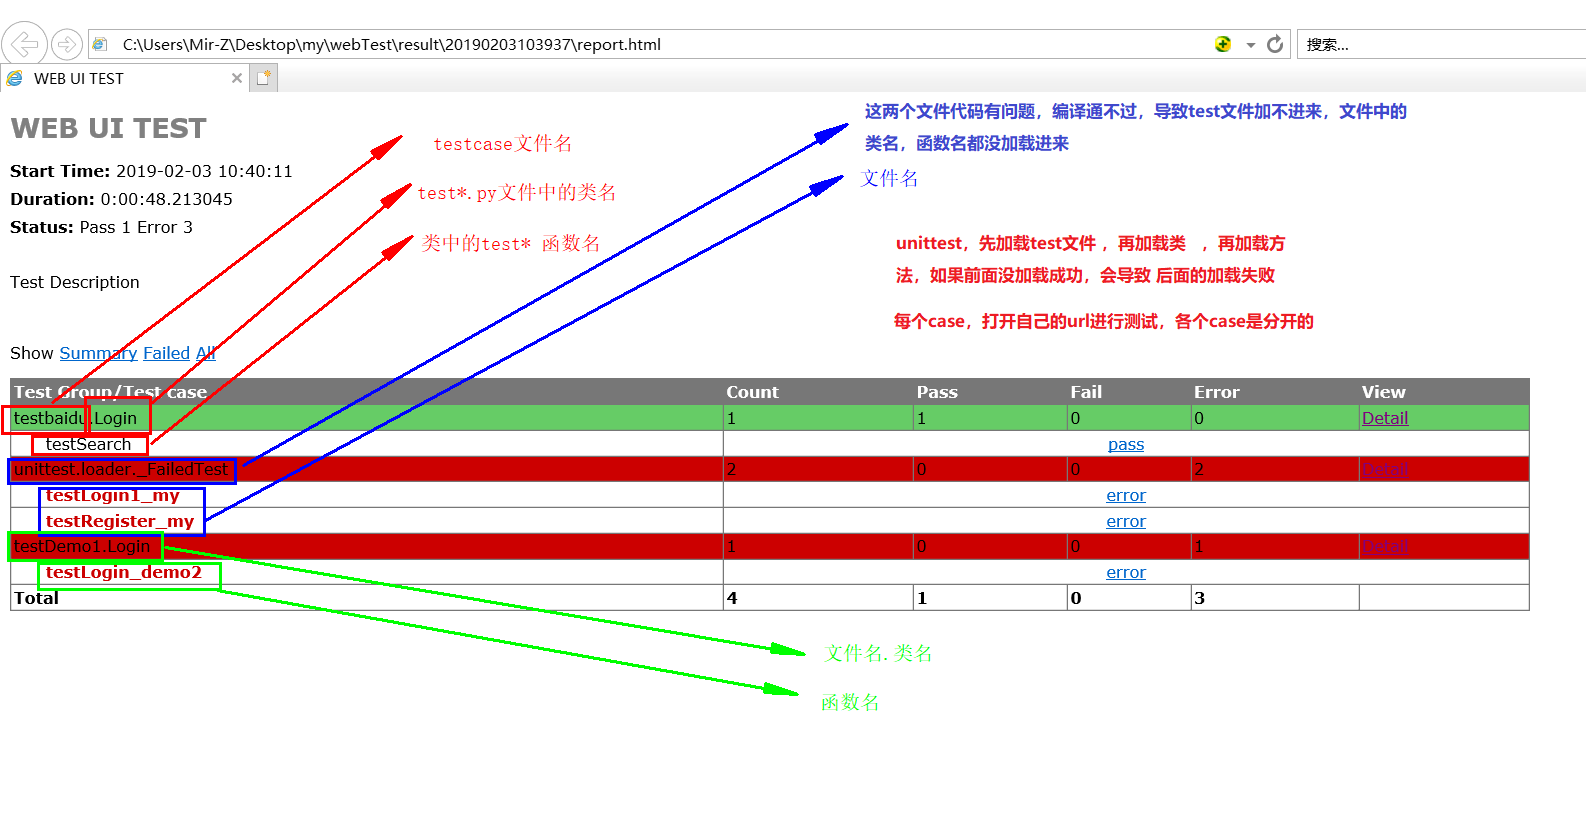 C:\Users\Mir-Z\Desktop\my\webTest\result\20190203103937\report.html
搜索...
WEB UI TEST
WEB UI TEST
Start Time: 2019-02-03 10:40:11
Duration: 0:00:48.213045
Status: Pass 1 Error 3
Test Description
Show Summary Failed All
testcase文件名
test*.py文件中的类名
类中的test* 函数名
这两个文件代码有问题，编译通不过，导致test文件加不进来，文件中的
类名，函数名都没加载进来
文件名
unittest，先加载test文件 ，再加载类 ，再加载方
法，如果前面没加载成功，会导致 后面的加载失败
每个case，打开自己的url进行测试，各个case是分开的
Test Group/Test case Count Pass Fail Error View
testbaidu.Login 1 1 0 0 Detail
testSearch pass
unittest.loader._FailedTest 2 0 0 2 Detail
testLogin1_my error
testRegister_my error
testDemo1.Login 1 0 0 1 Detail
testLogin_demo2 error
Total 4 1 0 3
文件名.类名
函数名